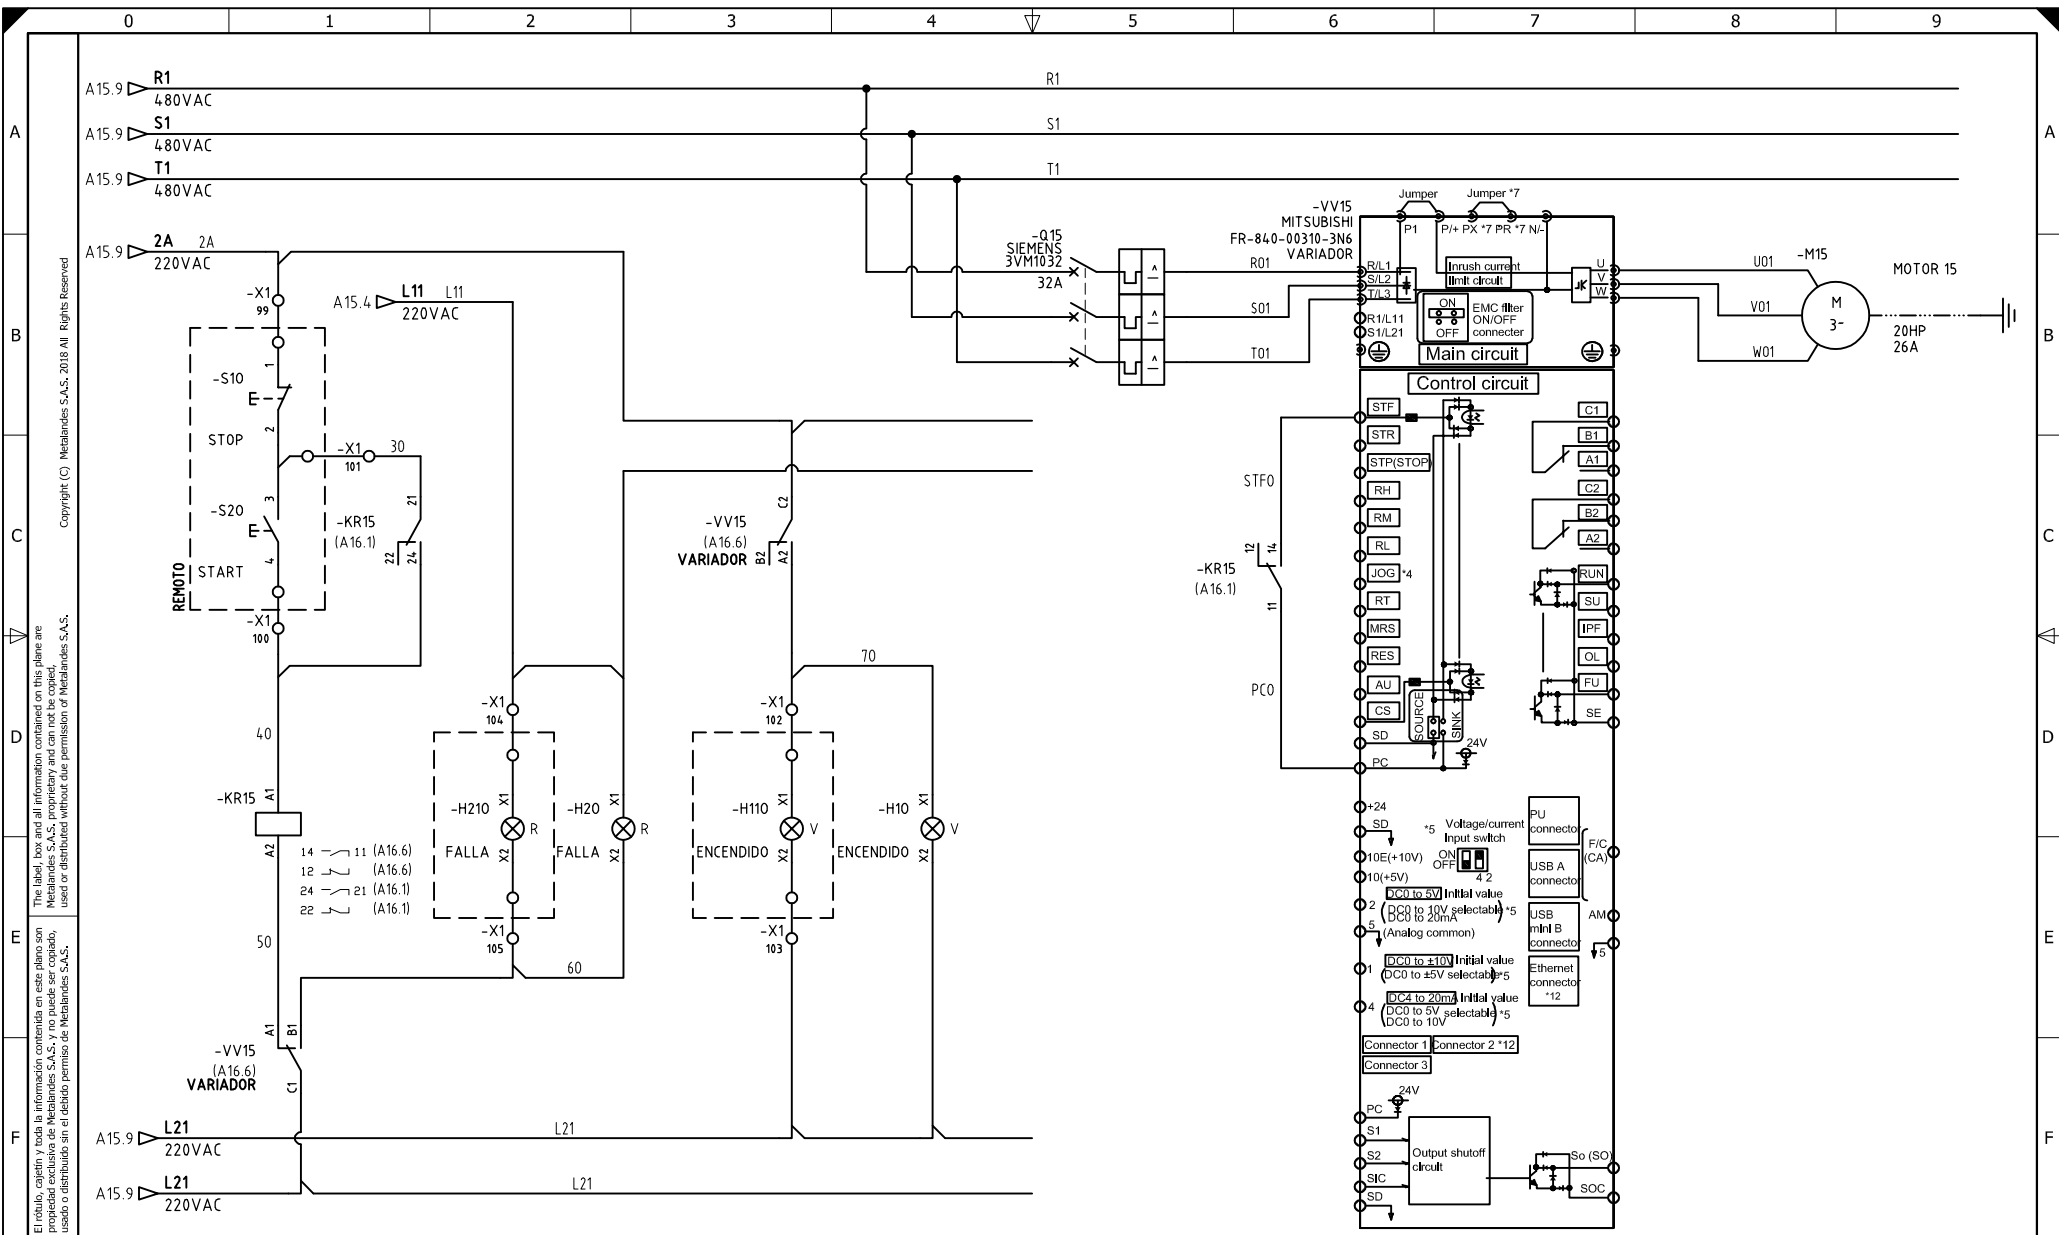 0 1 2 3 4 5 6 7 8 9
A
B
C
D
E
F
A
B
C
D
E
F
Copyright (C) Metalandes S.A.S. 2018 All Rights Reserved
The label, box and all information contained on this plane are
Metalandes S.A.S. proprietary and can not be copied,
used or distributed without due permission of Metalandes S.A.S.
El rótulo, cajetín y toda la información contenida en este plano son
propiedad exclusiva de Metalandes S.A.S. y no puede ser copiado,
usado o distribuido sin el debido permiso de Metalandes S.A.S.
A15.9 R1 R1
480VAC
A15.9 S1 S1
480VAC
A15.9 T1 T1
480VAC
A15.9 2A 2A
220VAC
A15.4 L11 L11
220VAC
-X1
99
1
-S10
STOP
2
-X1
101
30
3
-S20
START
4
REMOTO
-X1
100
21
-KR15
(A16.1)
22
24
40
-KR15
A1
A2
14 11 (A16.6)
12 (A16.6)
24 21 (A16.1)
22 (A16.1)
50
A1
B1
-VV15
(A16.6)
VARIADOR
C1
-X1
104
-H210
X1
R
FALLA
X2
-X1
105
-H20
X1
R
FALLA
X2
60
C2
-VV15
(A16.6)
VARIADOR
B2
A2
70
-X1
102
-H110
X1
V
ENCENDIDO
X2
-X1
103
-H10
X1
V
ENCENDIDO
X2
A15.9 L21 L21
220VAC
A15.9 L21 L21
220VAC
-Q15
SIEMENS
3VM1032
32A
R01
S01
T01
-VV15
MITSUBISHI
FR-840-00310-3N6
VARIADOR
Jumper
Jumper *7
P1 P/+ PX *7 PR *7 N/-
R/L1
S/L2
T/L3
R1/L11
S1/L21
Inrush current
limit circuit
ON
OFF
EMC filter
ON/OFF
connecter
Main circuit
U
V
W
U01
V01
W01
-M15
M
3~
MOTOR 15
20HP
26A
Control circuit
STF0
12
14
-KR15
(A16.1)
11
PC0
STF
STR
STP(STOP)
RH
RM
RL
JOG *4
RT
MRS
RES
AU
CS
SD
PC
SOURCE
SINK
24V
C1
B1
A1
C2
B2
A2
RUN
SU
IPF
OL
FU
SE
+24
SD
10E(+10V)
10(+5V)
*5 Voltage/current
input switch
ON
OFF
4 2
2
DC0 to 5V Initial value
DC0 to 10V selectable *5
DC0 to 20mA
5
(Analog common)
1
DC0 to ±10V Initial value
(DC0 to ±5V selectable) *5
4
DC4 to 20mA Initial value
DC0 to 5V selectable *5
DC0 to 10V
PU
connector
USB A
connector
USB
mini B
connector
Ethernet
connector
*12
F/C
(CA)
AM
5
Connector 1
Connector 2 *12
Connector 3
24V
PC
S1
S2
SIC
SD
Output shutoff
circuit
So (SO)
SOC